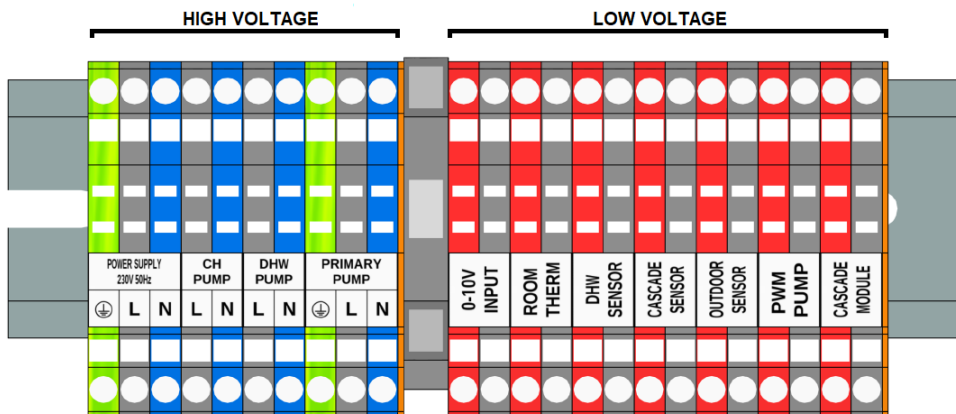 HIGH VOLTAGE
LOW VOLTAGE
POWER SUPPLY
230V 50Hz
CH
PUMP
DHW
PUMP
PRIMARY
PUMP
L
N
L
N
L
N
L
N
0-10V
INPUT
ROOM
THERM
DHW
SENSOR
CASCADE
SENSOR
OUTDOOR
SENSOR
PWM
PUMP
CASCADE
MODULE